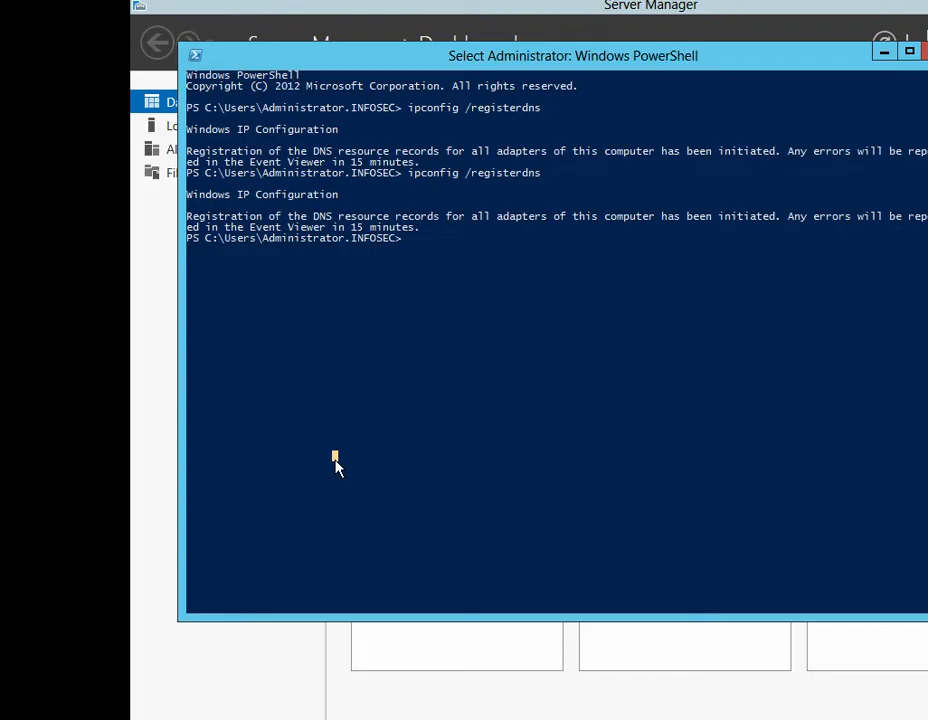 Server Manager
Select Administrator: Windows PowerShell
Windows PowerShell
Copyright (C) 2012 Microsoft Corporation. All rights reserved.
PS C:\Users\Administrator.INFOSEC> ipconfig /registerdns
Windows IP Configuration
Registration of the DNS resource records for all adapters of this computer has been initiated. Any errors will be repo
ed in the Event Viewer in 15 minutes.
PS C:\Users\Administrator.INFOSEC> ipconfig /registerdns
Windows IP Configuration
Registration of the DNS resource records for all adapters of this computer has been initiated. Any errors will be repo
ed in the Event Viewer in 15 minutes.
PS C:\Users\Administrator.INFOSEC>